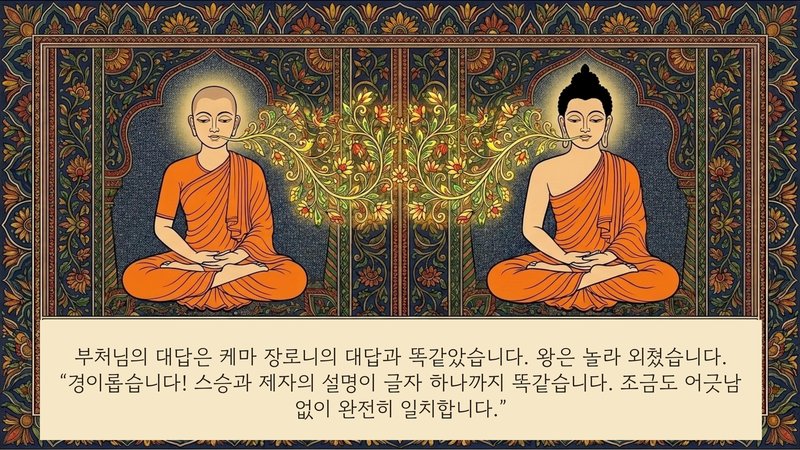 부처님의 대답은 케마 장로니의 대답과 똑같았습니다. 왕은 놀라 외쳤습니다.
“경이롭습니다! 스승과 제자의 설명이 글자 하나까지 똑같습니다. 조금도 어긋남
없이 완전히 일치합니다.”